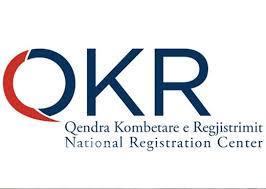 QKR
Qendra Kombetare e Regjistrimit
National Registration Center